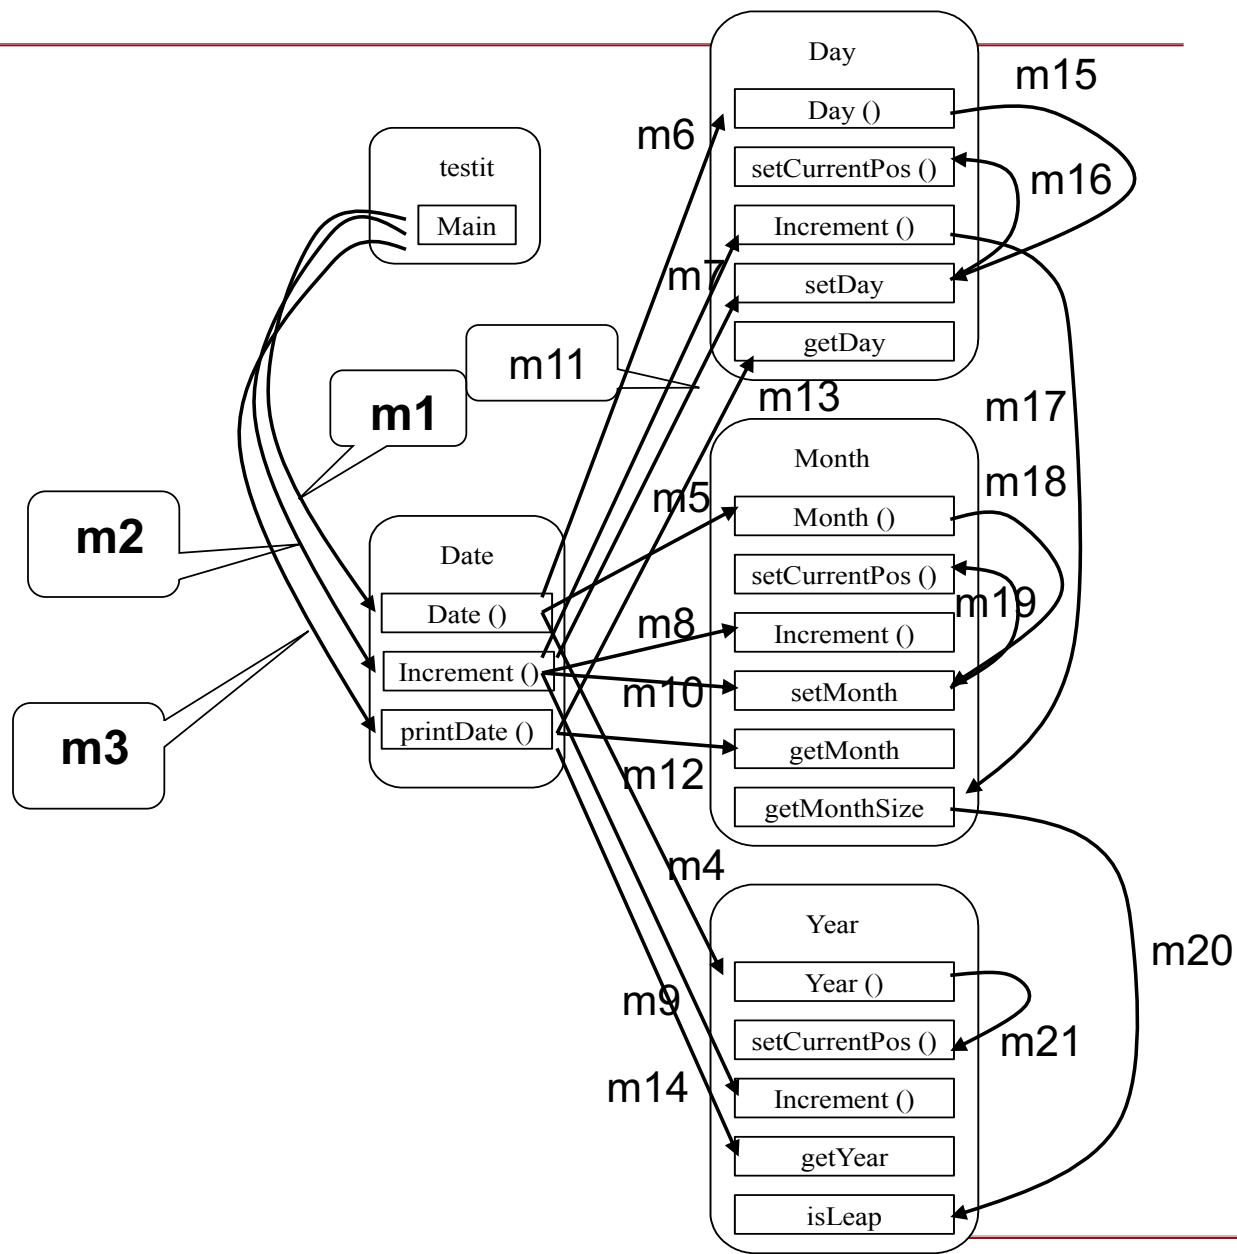 Day
m15
Day ()
m6
testit
setCurrentPos ()
m16
Main
Increment ()
m7
setDay
getDay
m11
m13
m1
m17
Month
m18
m5
Month ()
m2
Date
setCurrentPos ()
m19
Date ()
m8
Increment ()
Increment ()
m10
setMonth
m3
printDate ()
getMonth
m12
getMonthSize
m4
Year
m20
Year ()
m9
setCurrentPos ()
m21
m14
Increment ()
getYear
isLeap